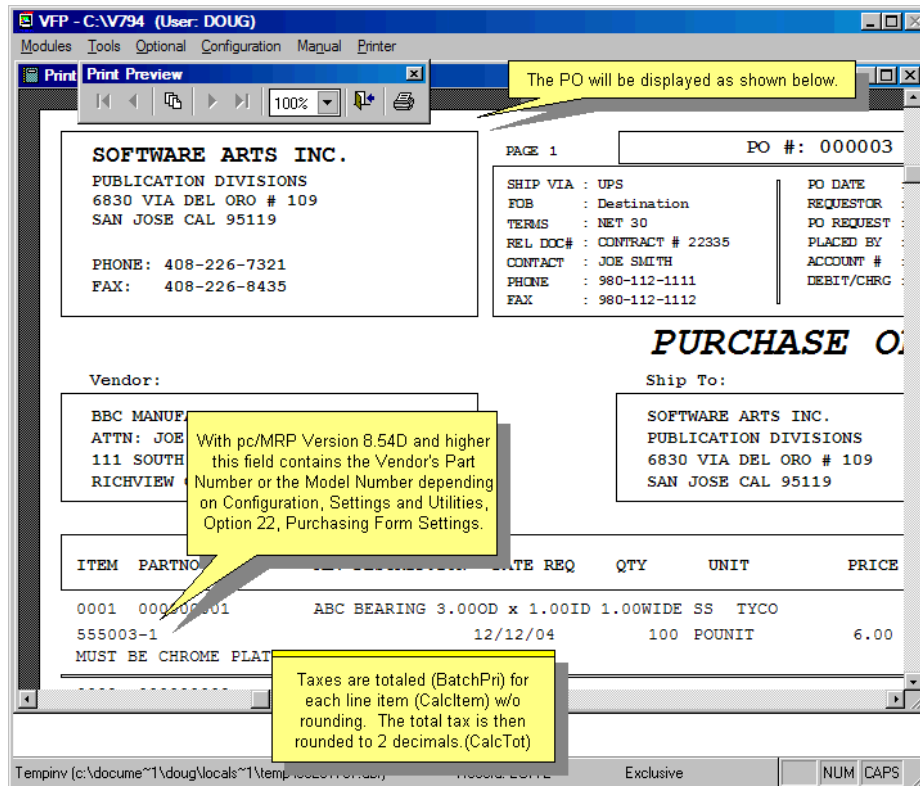 VFP - C:\V794 (User: DOUG)
Modules Tools Optional Configuration Manual Printer
Print
Print Preview
100%
The PO will be displayed as shown below.
SOFTWARE ARTS INC.
PUBLICATION DIVISIONS
6830 VIA DEL ORO # 109
SAN JOSE CAL 95119
PHONE: 408-226-7321
FAX: 408-226-8435
PAGE 1
PO #: 000003
SHIP VIA : UPS
FOB : Destination
TERMS : NET 30
REL DOC# : CONTRACT # 22335
CONTACT : JOE SMITH
PHONE : 980-112-1111
FAX : 980-112-1112
PO DATE :
REQUESTOR :
PO REQUEST :
PLACED BY :
ACCOUNT # :
DEBIT/CHRG :
PURCHASE
Vendor:
BBC
ATTN: JOE
111 SOUTH
RICHVIEW
Ship To:
SOFTWARE ARTS INC.
PUBLICATION DIVISIONS
6830 VIA DEL ORO # 109
SAN JOSE CAL 95119
With pc/MRP Version 8.54D and higher
this field contains the Vendor's Part
Number or the Model Number depending
on Configuration, Settings and Utilities,
Option 22, Purchasing Form Settings.
ITEM PARTNO DATE REQ QTY UNIT PRICE
0001 ABC BEARING 3.00OD x 1.00ID 1.00WIDE SS TYCO
555003-1 12/12/04 100 POUNIT 6.00
MUST BE CHROME PLAT
Taxes are totaled (BatchPri) for
each line item (CalcItem) w/o
rounding. The total tax is then
rounded to 2 decimals.(CalcTot)
Tempinv (c:\docume~1\doug\locals~1\temp Exclusive NUM CAPS